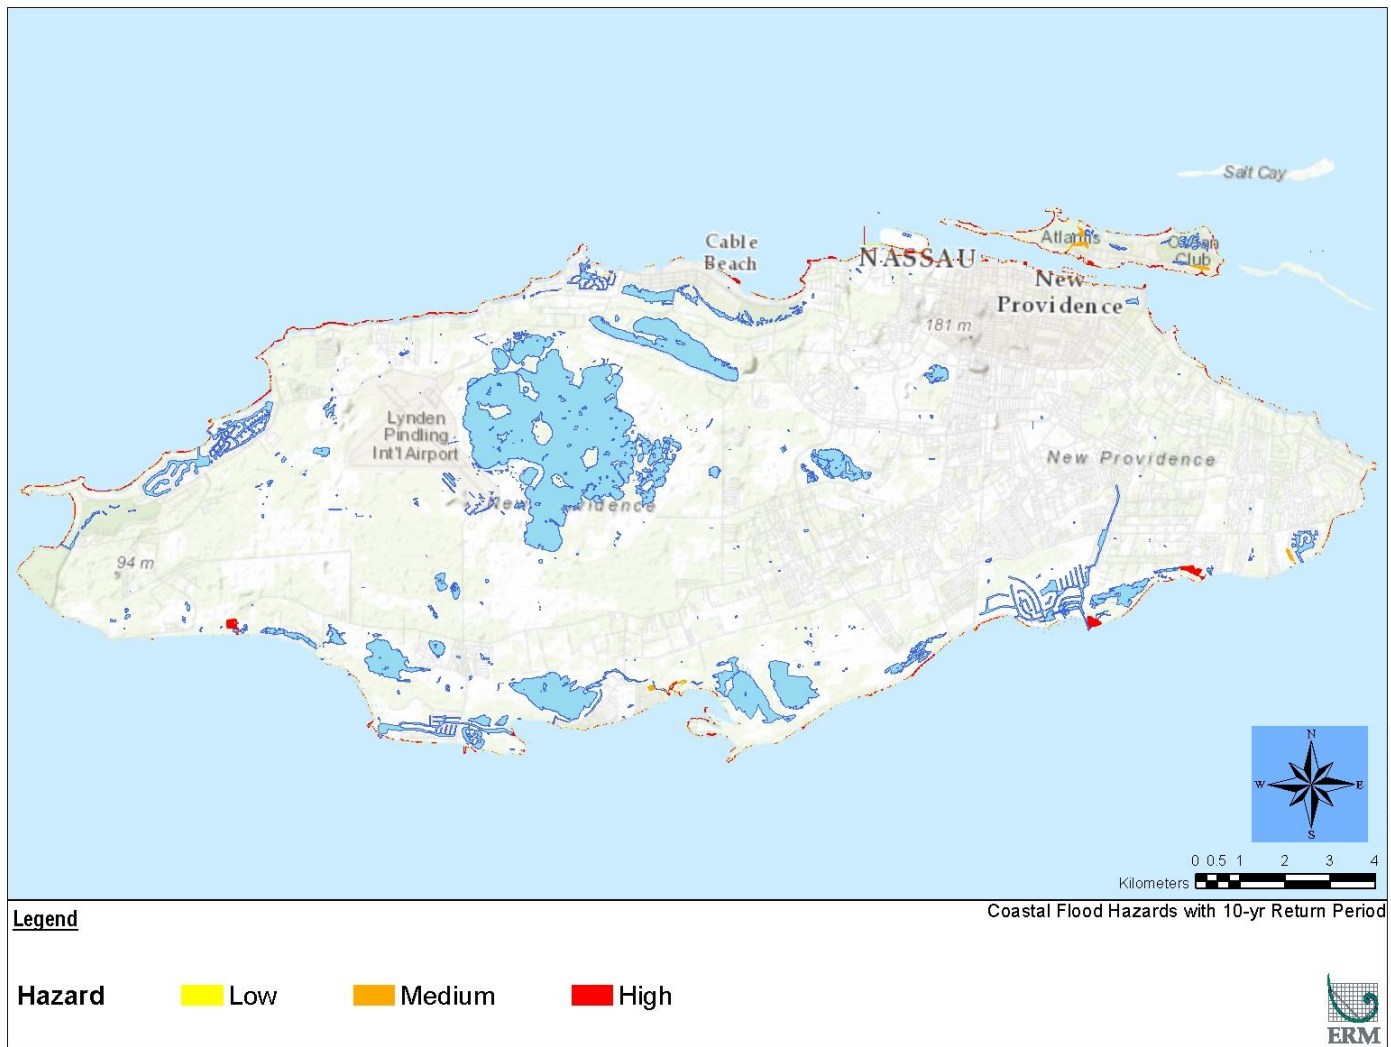 Salt Cay
Cable
Beach
NASSAU
Atlantis
Ocean
Club
New
Providence
181 m
Lynden
Pindling
Int'l Airport
New Providence
New Providence
94 m
N
W
E
S
0 0.5 1 2 3 4
Kilometers
Legend
Coastal Flood Hazards with 10-yr Return Period
Hazard Low Medium High
ERM